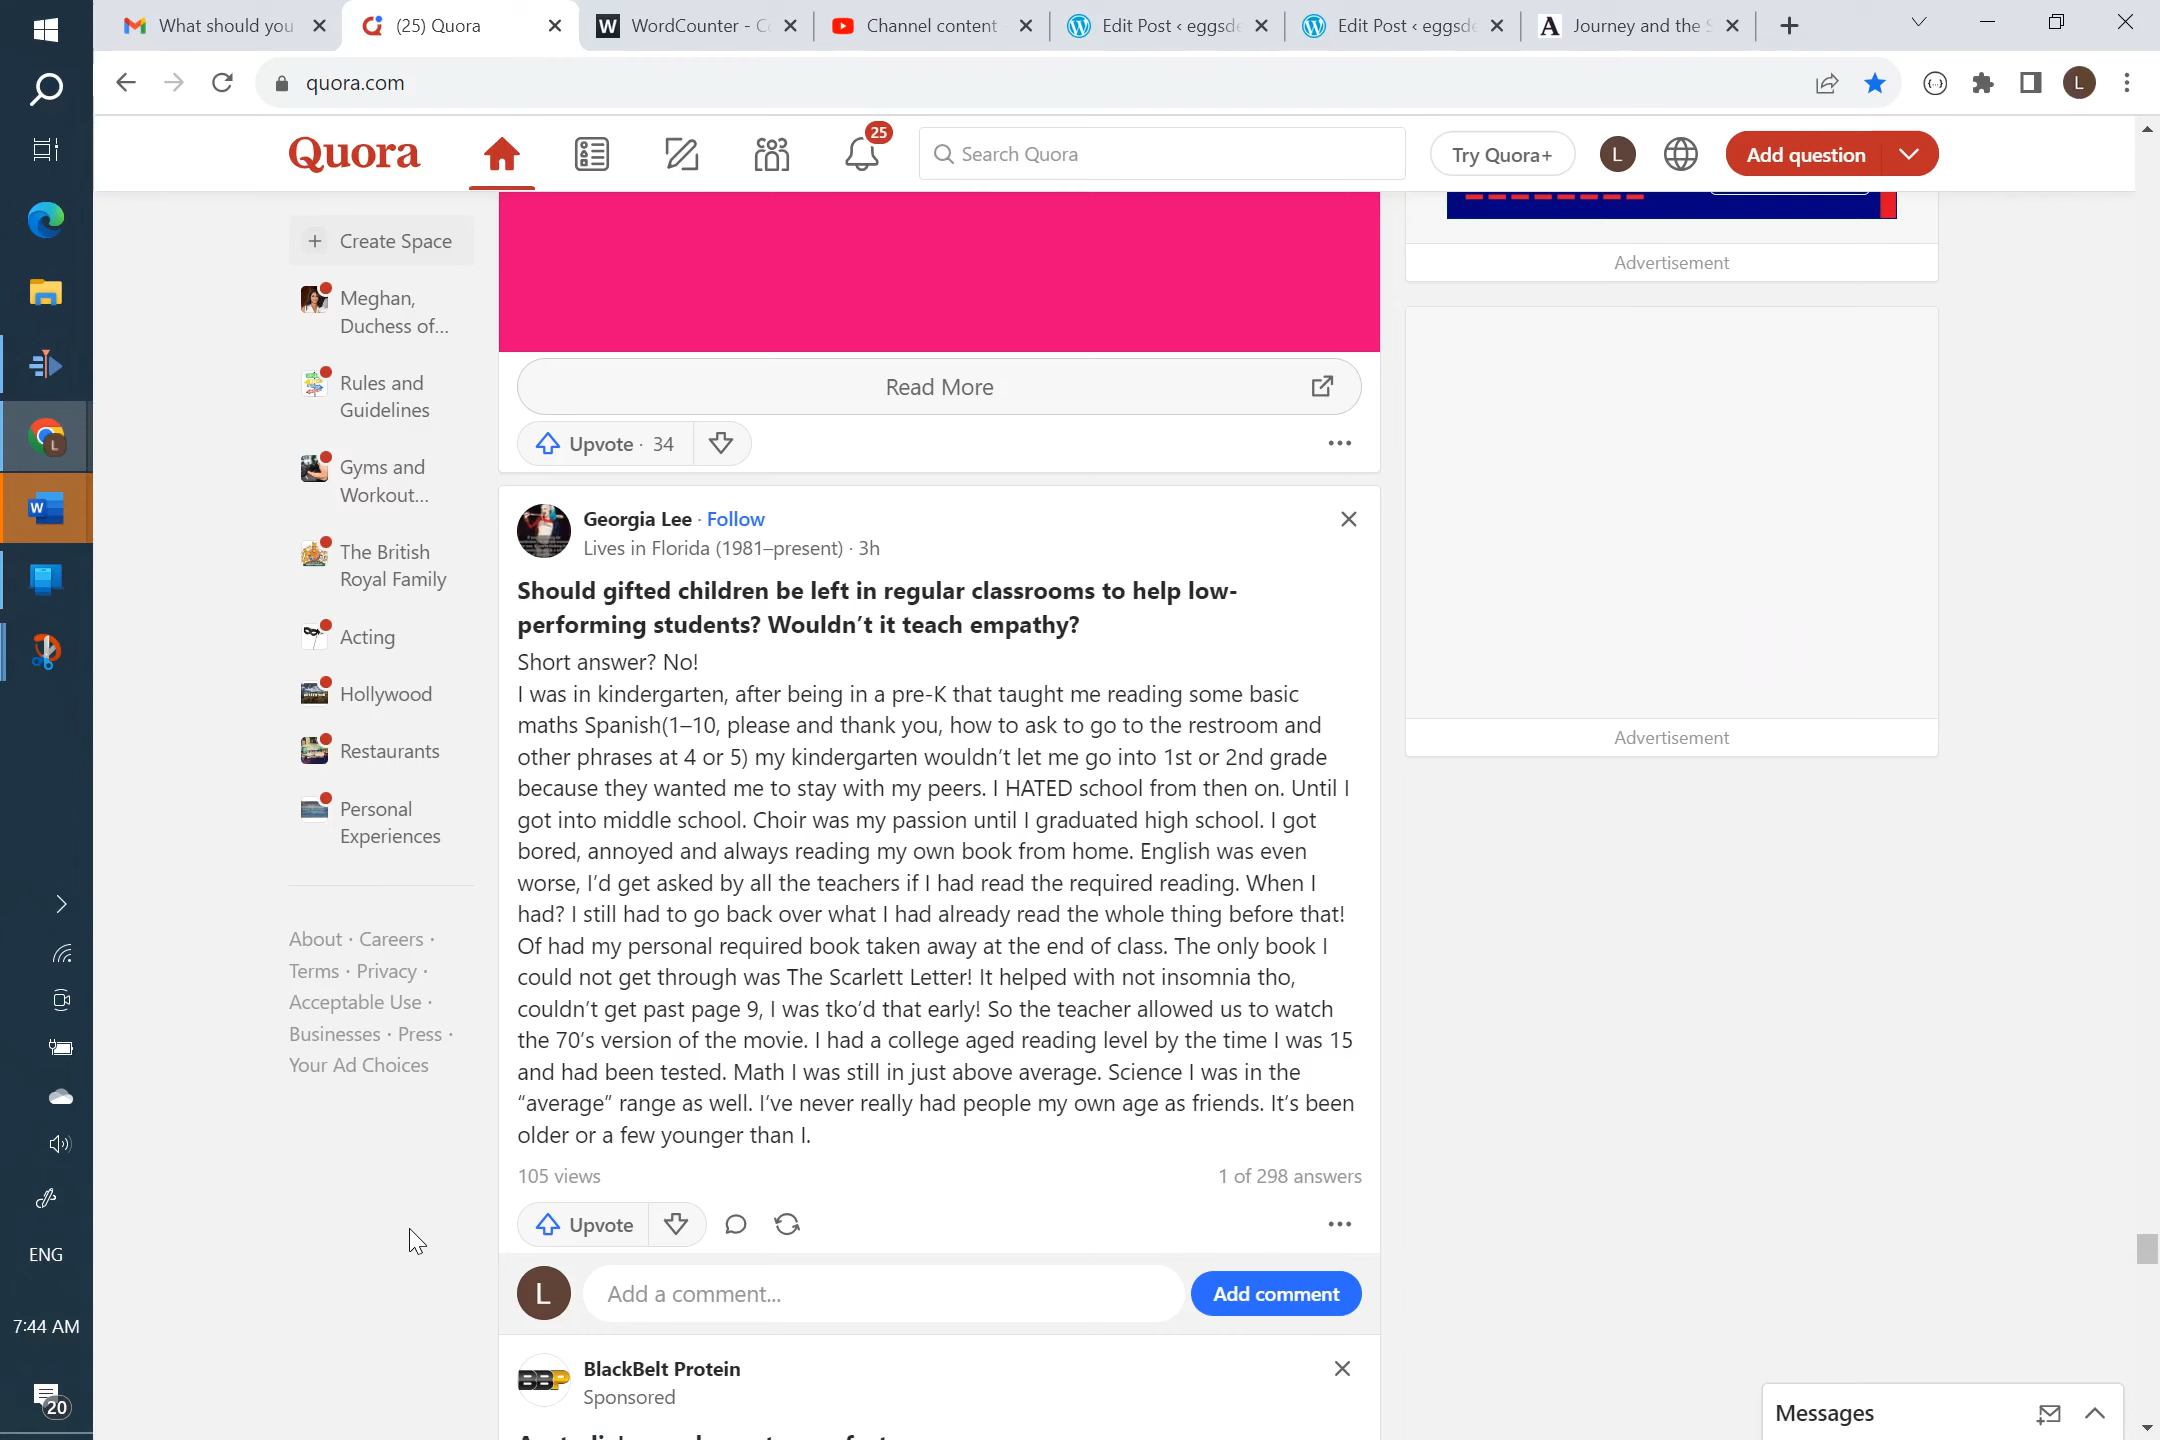 What should you
(25) Quora
WordCounter - Co
Channel content
Edit Post ‹ eggsde
Edit Post ‹ eggsde
Journey and the S
quora.com
L
Quora
25
Search Quora
Try Quora+
L
Add question
Create Space
Meghan,
Duchess of...
Rules and
Guidelines
Gyms and
Workout...
The British
Royal Family
Acting
Hollywood
Restaurants
Personal
Experiences
About · Careers ·
Terms · Privacy ·
Acceptable Use ·
Businesses · Press ·
Your Ad Choices
Read More
Upvote · 34
Georgia Lee · Follow
Lives in Florida (1981–present) · 3h
Should gifted children be left in regular classrooms to help low-
performing students? Wouldn’t it teach empathy?
Short answer? No!
I was in kindergarten, after being in a pre-K that taught me reading some basic
maths Spanish(1–10, please and thank you, how to ask to go to the restroom and
other phrases at 4 or 5) my kindergarten wouldn’t let me go into 1st or 2nd grade
because they wanted me to stay with my peers. I HATED school from then on. Until I
got into middle school. Choir was my passion until I graduated high school. I got
bored, annoyed and always reading my own book from home. English was even
worse, I’d get asked by all the teachers if I had read the required reading. When I
had? I still had to go back over what I had already read the whole thing before that!
Of had my personal required book taken away at the end of class. The only book I
could not get through was The Scarlett Letter! It helped with not insomnia tho,
couldn’t get past page 9, I was tko’d that early! So the teacher allowed us to watch
the 70’s version of the movie. I had a college aged reading level by the time I was 15
and had been tested. Math I was still in just above average. Science I was in the
“average” range as well. I’ve never really had people my own age as friends. It’s been
older or a few younger than I.
105 views
1 of 298 answers
Upvote
L
Add a comment...
Add comment
BBP
BlackBelt Protein
Sponsored
Advertisement
Advertisement
Messages
ENG
7:44 AM
20